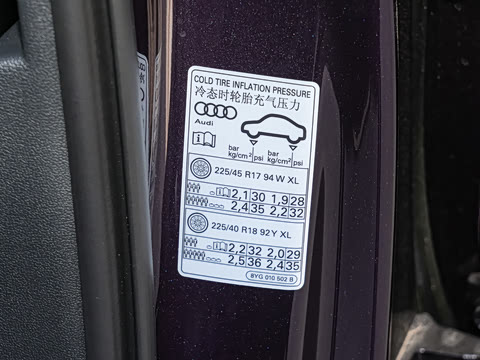 COLD TIRE INFLATION PRESSURE
冷态时轮胎充气压力
Audi
bar kg/cm² psi bar kg/cm² psi
225/45 R17 94 W XL
2,1 30 1,9 28
2,4 35 2,2 32
225/40 R18 92 Y XL
2,2 32 2,0 29
2,5 36 2,4 35
8YG 010 502 B